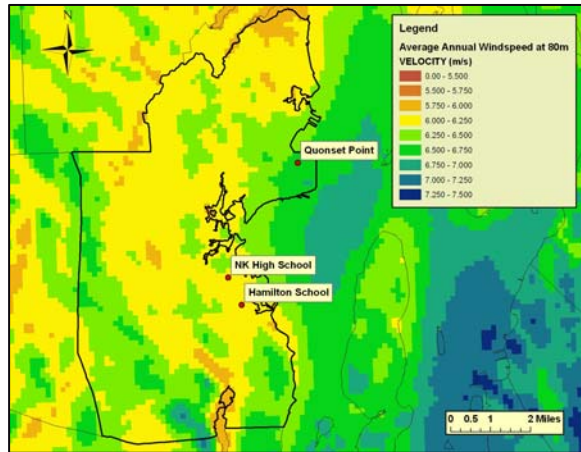 N
Legend
Average Annual Windspeed at 80m
VELOCITY (m/s)
0.00 - 5.500
5.500 - 5.750
5.750 - 6.000
6.000 - 6.250
6.250 - 6.500
6.500 - 6.750
6.750 - 7.000
7.000 - 7.250
7.250 - 7.500
Quonset Point
NK High School
Hamilton School
0 0.5 1 2 Miles